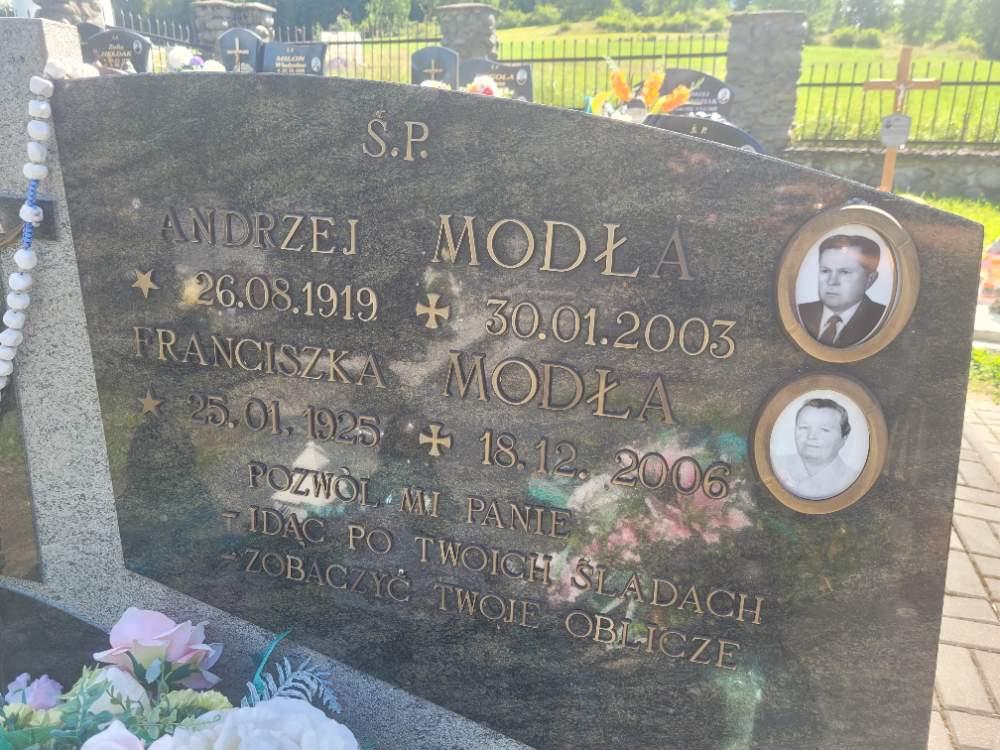 Ś.P.
ANDRZEJ MODŁA
26.08.1919 30.01.2003
FRANCISZKA MODŁA
25.01.1925 18.12.2006
POZWÓL MI PANIE
- IDĄC PO TWOICH ŚLADACH
- ZOBACZYĆ TWOJE OBLICZE